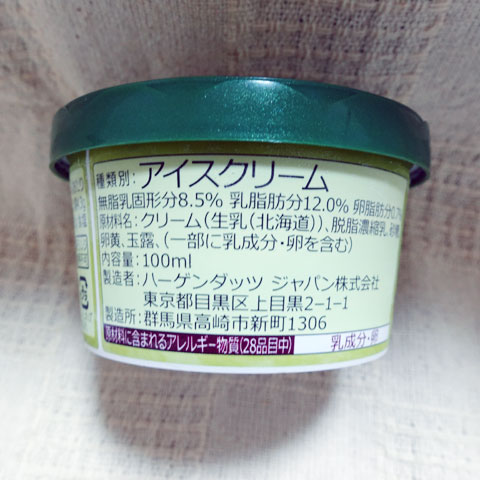 種類別：アイスクリーム
無脂乳固形分8.5% 乳脂肪分12.0% 卵脂肪分0.7%
原材料名：クリーム（生乳（北海道））、脱脂濃縮乳、砂糖、
卵黄、玉露、（一部に乳成分・卵を含む）
内容量：100ml
製造者：ハーゲンダッツ ジャパン株式会社
東京都目黒区上目黒2-1-1
製造所：群馬県高崎市新町1306
原材料に含まれるアレルギー物質（28品目中） 乳成分・卵